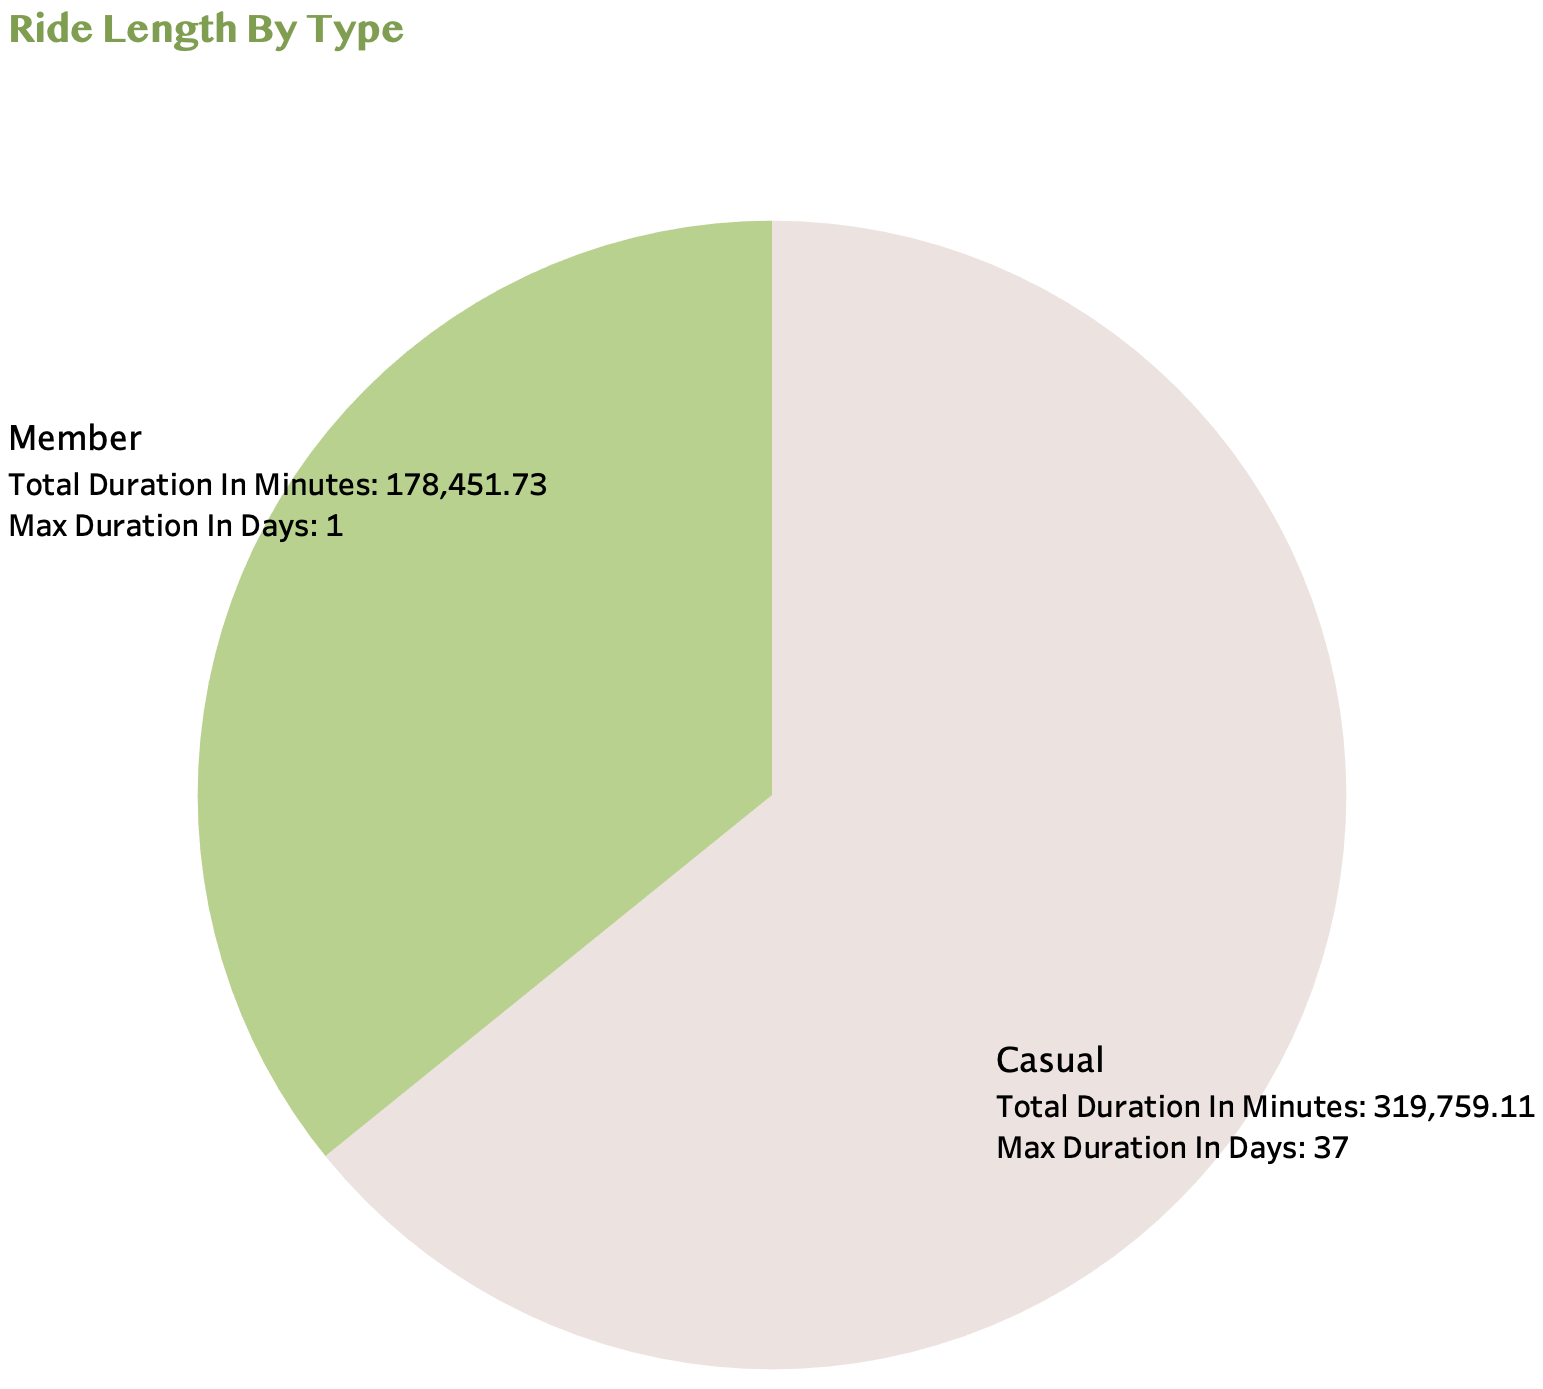 Ride Length By Type
Member
Total Duration In Minutes: 178,451.73
Max Duration In Days: 1
Casual
Total Duration In Minutes: 319,759.11
Max Duration In Days: 37